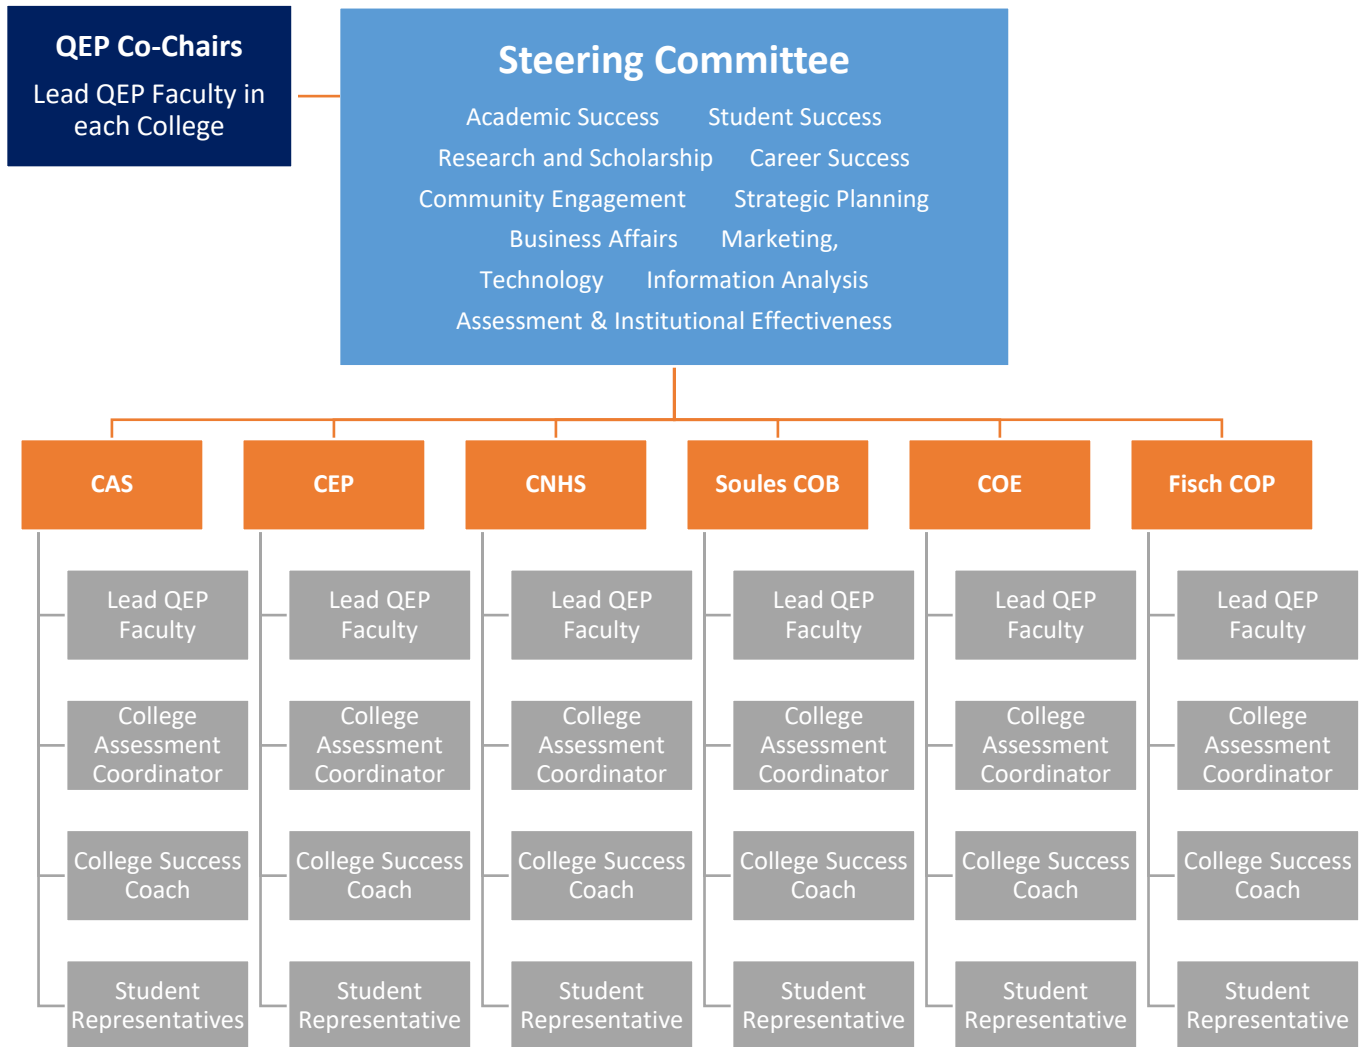 QEP Co-Chairs
Lead QEP Faculty in
each College
Steering Committee
Academic Success Student Success
Research and Scholarship Career Success
Community Engagement Strategic Planning
Business Affairs Marketing,
Technology Information Analysis
Assessment & Institutional Effectiveness
CAS
CEP
CNHS
Soules COB
COE
Fisch COP
Lead QEP
Faculty
College
Assessment
Coordinator
College Success
Coach
Student
Representatives
Lead QEP
Faculty
College
Assessment
Coordinator
College Success
Coach
Student
Representative
Lead QEP
Faculty
College
Assessment
Coordinator
College Success
Coach
Student
Representative
Lead QEP
Faculty
College
Assessment
Coordinator
College Success
Coach
Student
Representative
Lead QEP
Faculty
College
Assessment
Coordinator
College Success
Coach
Student
Representative
Lead QEP
Faculty
College
Assessment
Coordinator
College Success
Coach
Student
Representative